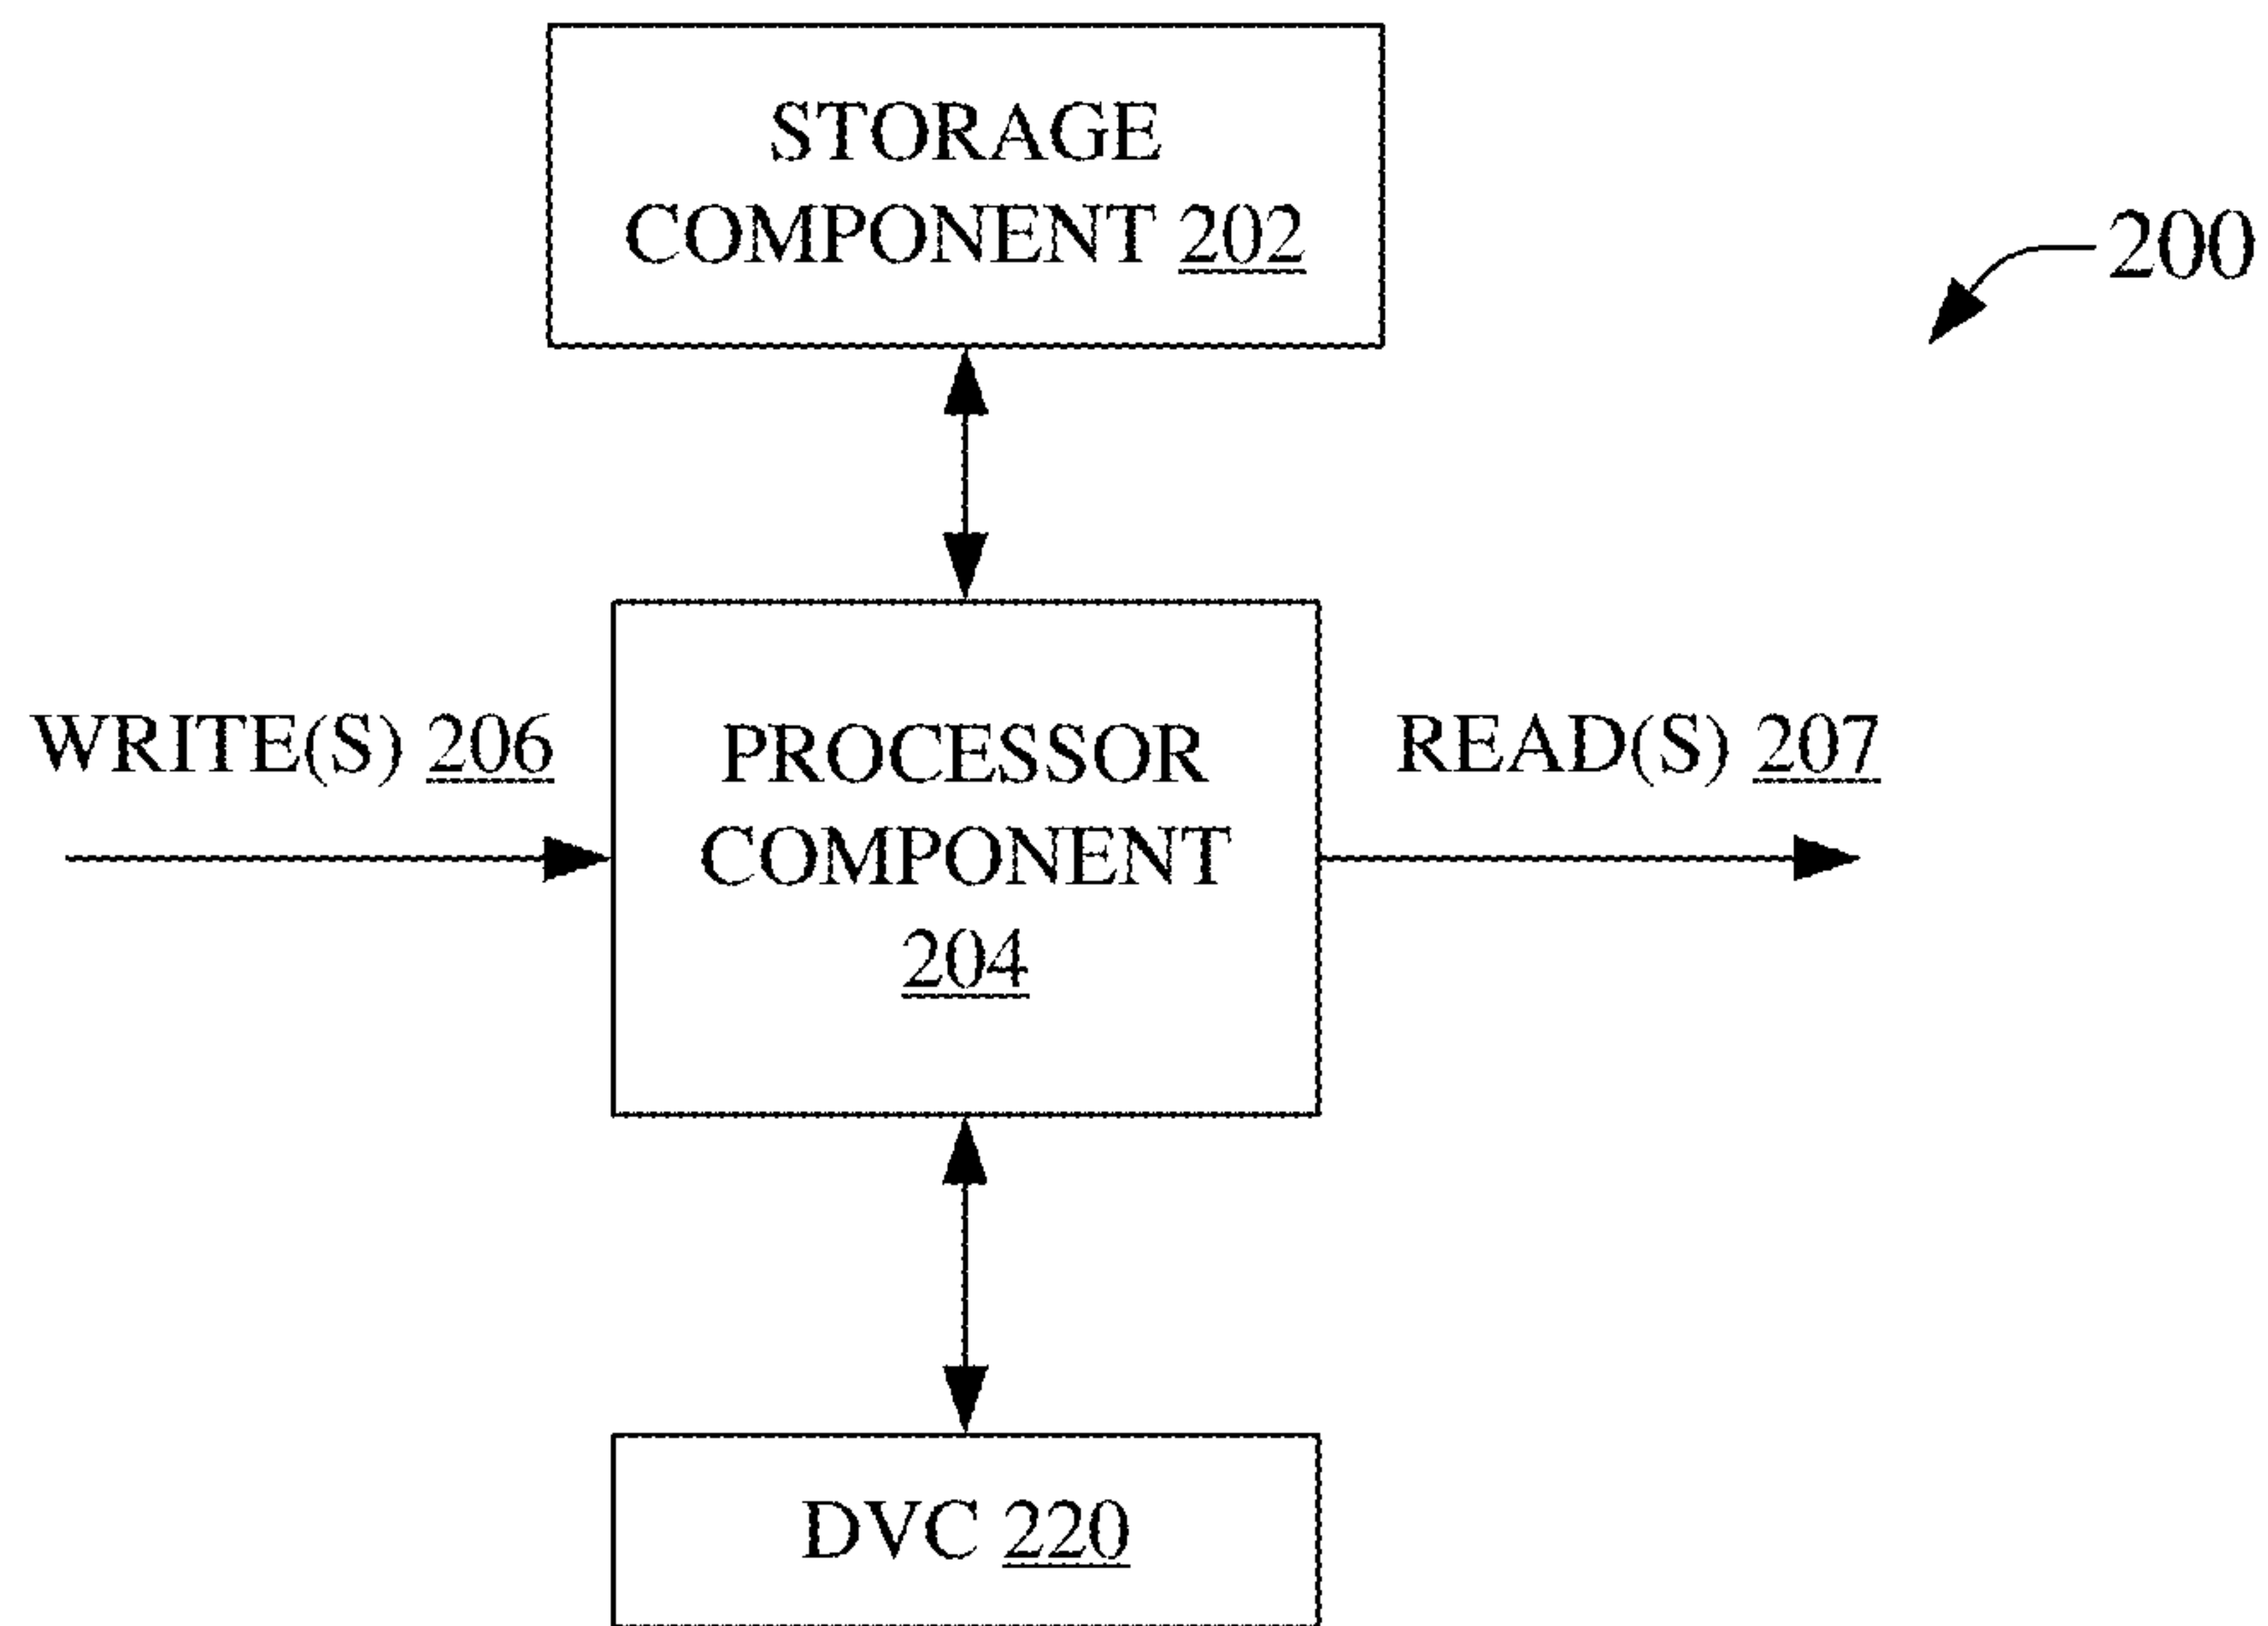 STORAGE
COMPONENT 202
200
WRITE(S) 206
PROCESSOR
COMPONENT
204
READ(S) 207
DVC 220